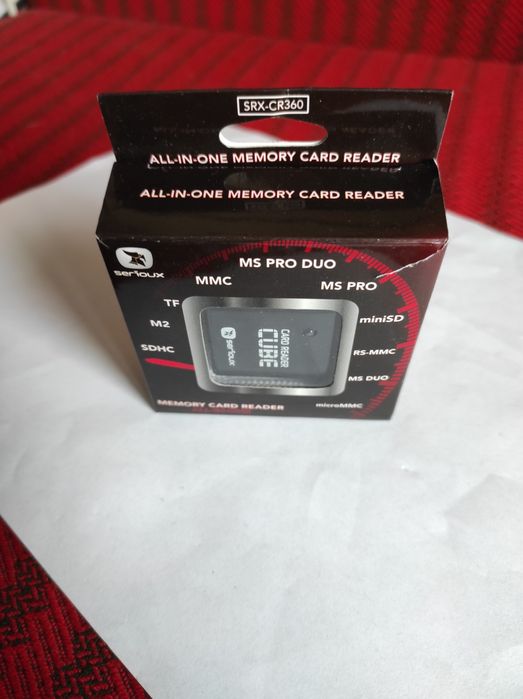 SRX-CR360
ALL-IN-ONE MEMORY CARD READER
ALL-IN-ONE MEMORY CARD READER
serioux
MS PRO DUO
MMC
MS PRO
TF
miniSD
M2
SDHC
RS-MMC
MS DUO
serioux
CARD READER
CUBE
MEMORY CARD READER
microMMC